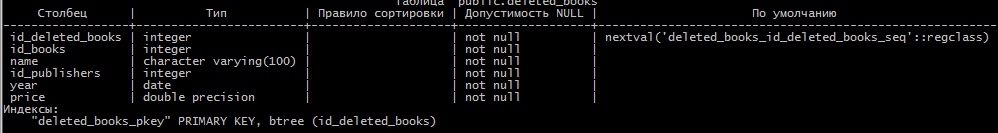 Таблица "public.deleted_books"
Столбец | Тип | Правило сортировки | Допустимость NULL | По умолчанию
------------------+------------------------+--------------------+-------------------+---------------------------------------------------------
id_deleted_books | integer | | not null | nextval('deleted_books_id_deleted_books_seq'::regclass)
id_books | integer | | not null |
name | character varying(100) | | not null |
id_publishers | integer | | not null |
year | date | | not null |
price | double precision | | not null |
Индексы:
"deleted_books_pkey" PRIMARY KEY, btree (id_deleted_books)